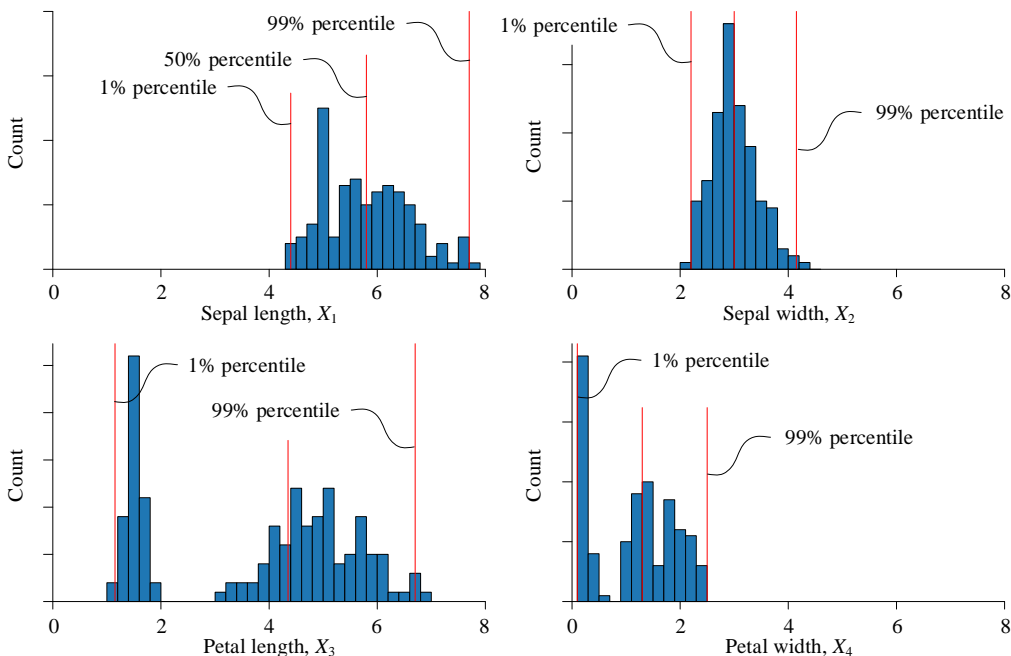 99% percentile
50% percentile
1% percentile
Count
0
2
4
6
8
Sepal length, X1
1% percentile
99% percentile
Count
0
2
4
6
8
Sepal width, X2
1% percentile
99% percentile
Count
0
2
4
6
8
Petal length, X3
1% percentile
99% percentile
Count
0
2
4
6
8
Petal width, X4